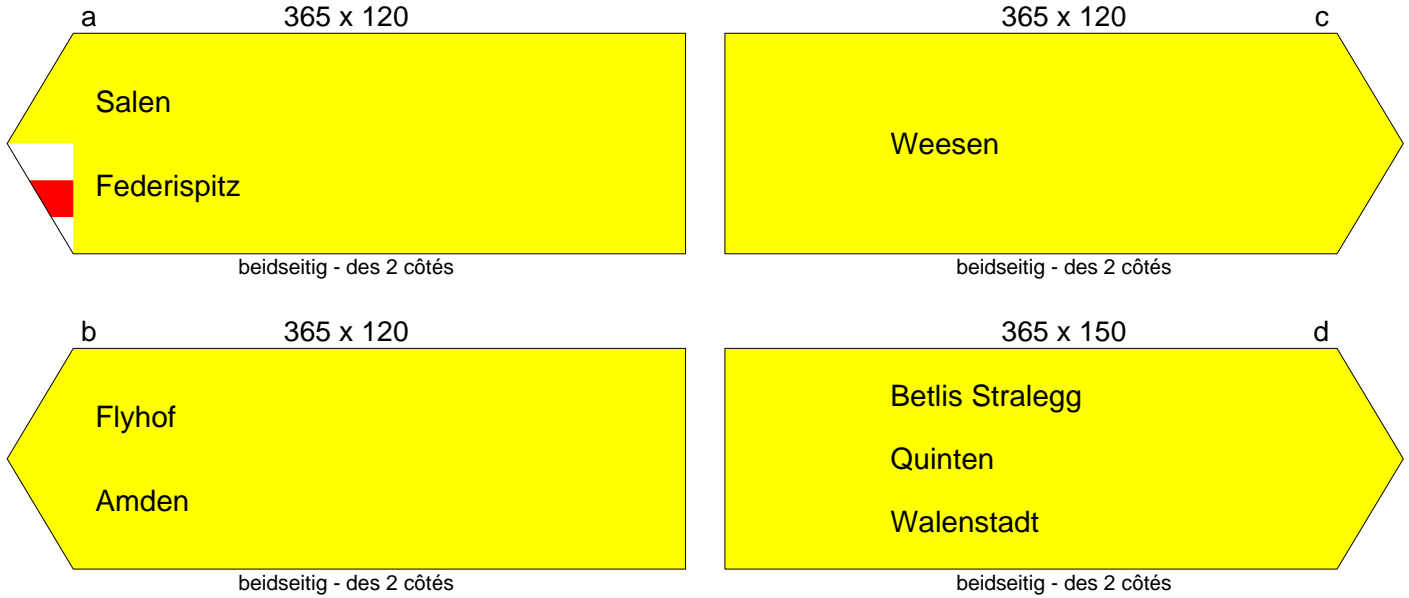 a 365 x 120
Salen
Federispitz
beidseitig - des 2 côtés
365 x 120 c
Weesen
beidseitig - des 2 côtés
b 365 x 120
Flyhof
Amden
beidseitig - des 2 côtés
365 x 150 d
Betlis Stralegg
Quinten
Walenstadt
beidseitig - des 2 côtés